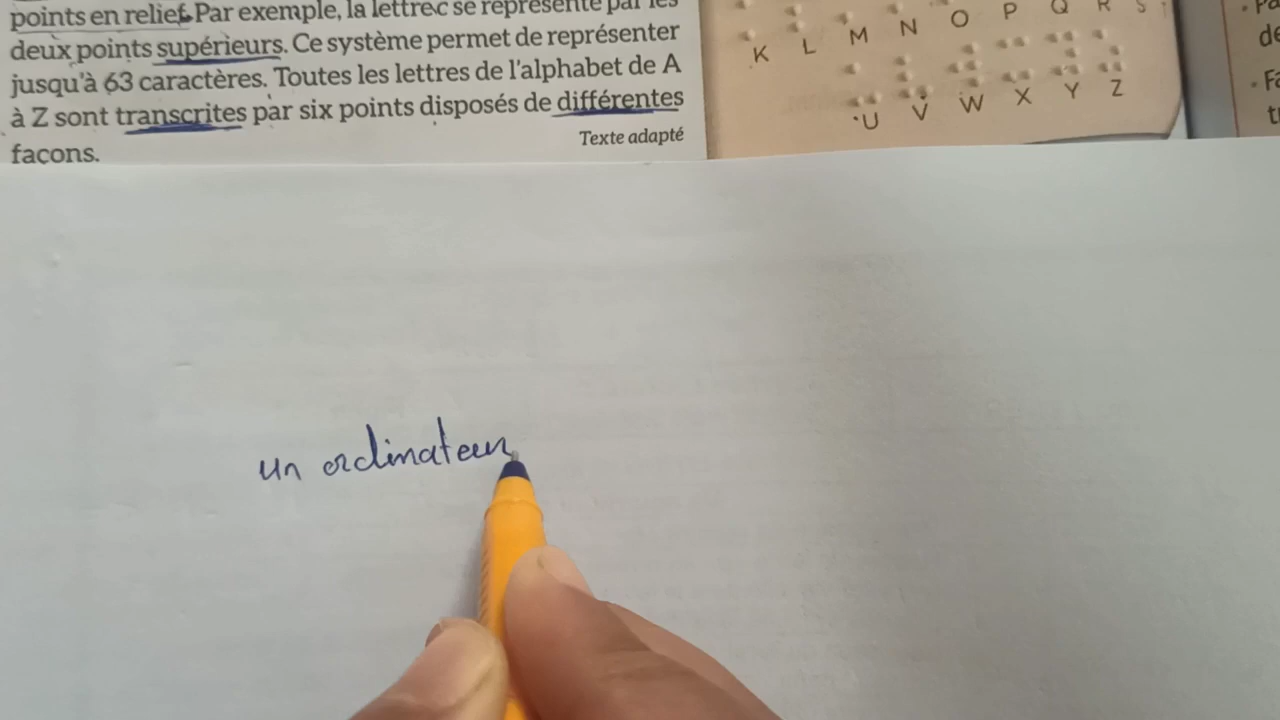 points en relief. Par exemple, la lettre c se représente par les
deux points supérieurs. Ce système permet de représenter
jusqu'à 63 caractères. Toutes les lettres de l'alphabet de A
à Z sont transcrites par six points disposés de différentes
façons.
Texte adapté
K L M N O P Q R S
U V W X Y Z
de
un ordinateur